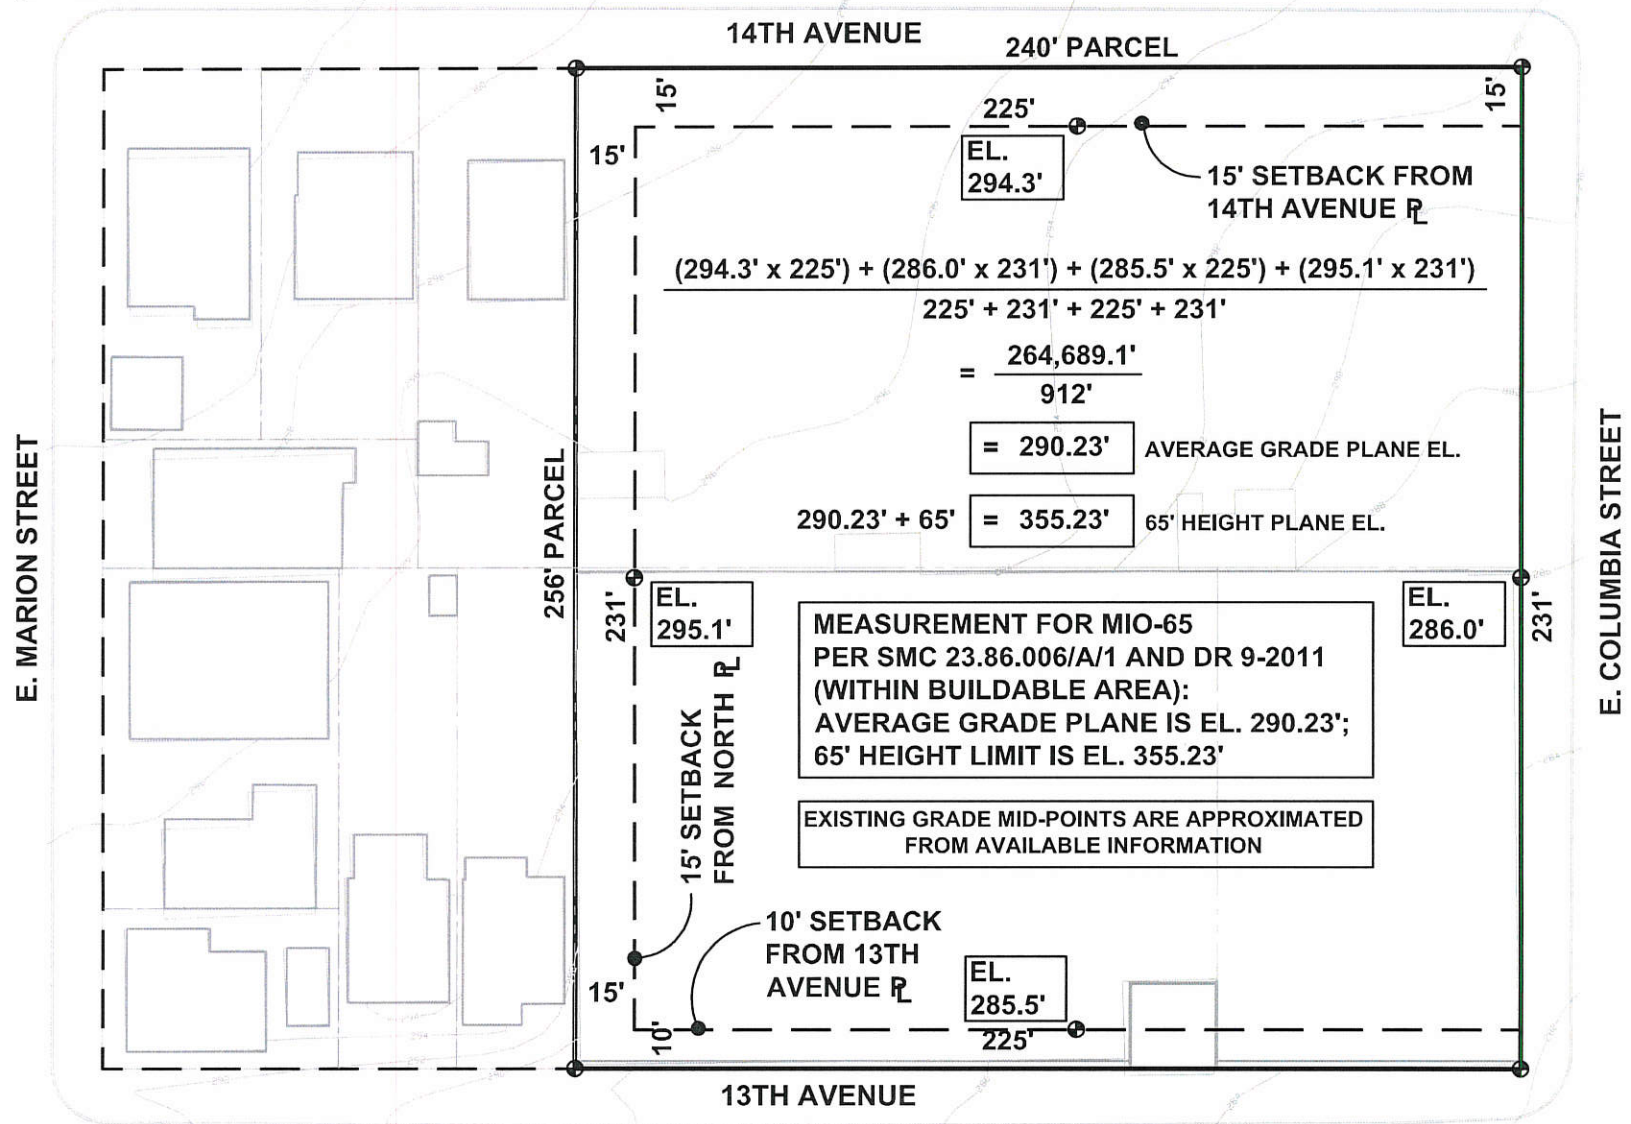 14TH AVENUE
240' PARCEL
15'
15'
225'
15'
EL.
294.3'
15' SETBACK FROM
14TH AVENUE ⅊
(294.3' x 225') + (286.0' x 231') + (285.5' x 225') + (295.1' x 231')
225' + 231' + 225' + 231'
= 264,689.1'
912'
= 290.23' AVERAGE GRADE PLANE EL.
290.23' + 65' = 355.23' 65' HEIGHT PLANE EL.
E. MARION STREET
256' PARCEL
231'
EL.
295.1'
EL.
286.0'
231'
E. COLUMBIA STREET
MEASUREMENT FOR MIO-65
PER SMC 23.86.006/A/1 AND DR 9-2011
(WITHIN BUILDABLE AREA):
AVERAGE GRADE PLANE IS EL. 290.23';
65' HEIGHT LIMIT IS EL. 355.23'
EXISTING GRADE MID-POINTS ARE APPROXIMATED
FROM AVAILABLE INFORMATION
15' SETBACK
FROM NORTH ⅊
10' SETBACK
FROM 13TH
AVENUE ⅊
EL.
285.5'
15'
10'
225'
294
13TH AVENUE